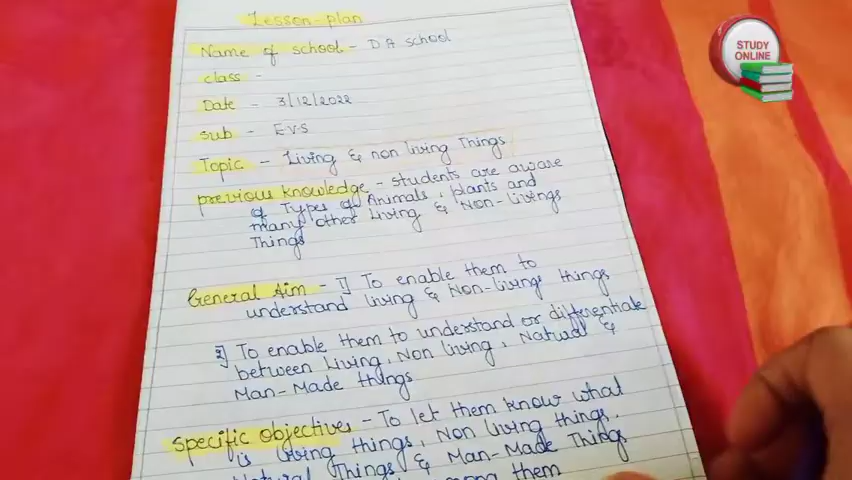 Lesson-plan
Name of school - DA school
class -
Date - 3/12/2022
Sub - E.V.S
Topic - Living & non living Things
previous knowledge - students are aware
of Types of Animals, plants and
many other Living & Non-Livings
Things
General Aim - 1] To enable them to
understand living & Non-livings things
2] To enable them to understand or differentiate
between Living, Non living, Natural &
Man-Made things
Specific objectives - To let them know what
is living things, Non living things,
Natural Things & Man-Made Things
among them
STUDY
ONLINE